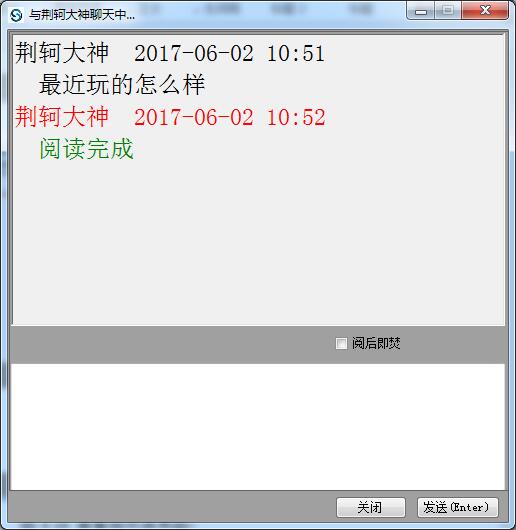 与荆轲大神聊天中...
荆轲大神 2017-06-02 10:51
最近玩的怎么样
荆轲大神 2017-06-02 10:52
阅读完成
阅后即焚
关闭
发送(Enter)